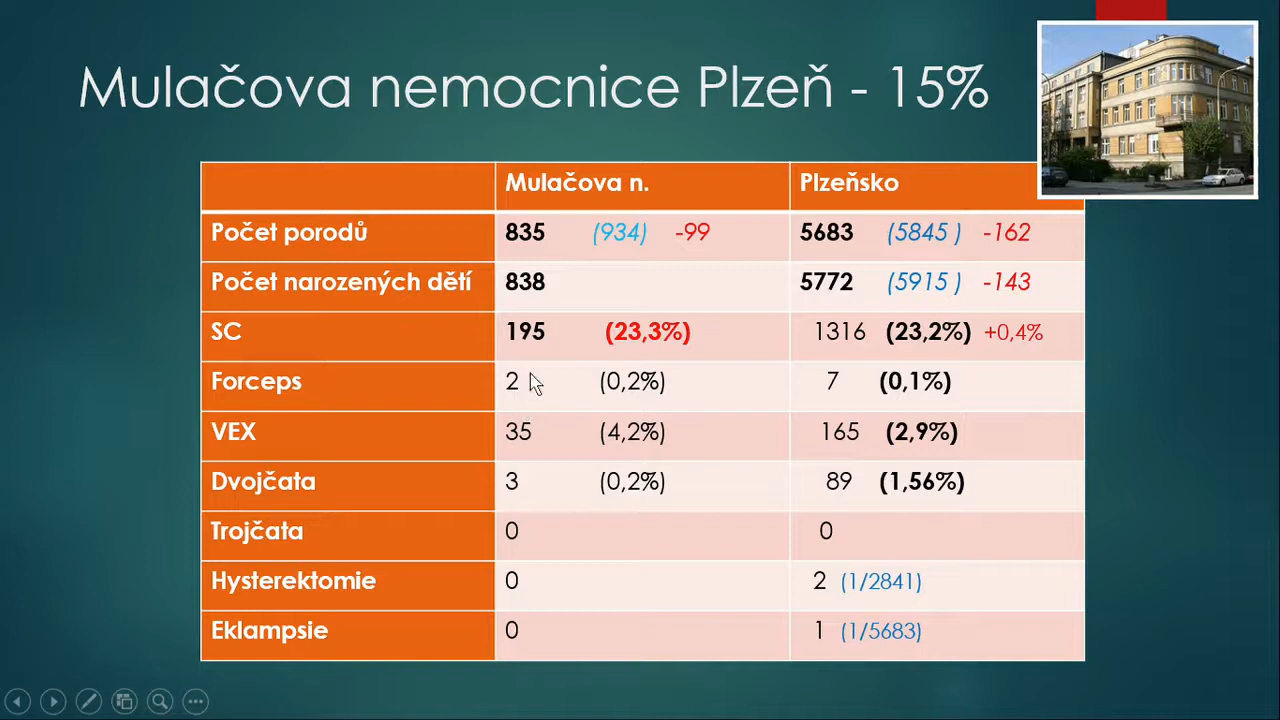 Mulačova nemocnice Plzeň - 15%
Mulačova n. Plzeňsko
Počet porodů 835 (934) -99 5683 (5845 ) -162
Počet narozených dětí 838 5772 (5915 ) -143
SC 195 (23,3%) 1316 (23,2%) +0,4%
Forceps 2 (0,2%) 7 (0,1%)
VEX 35 (4,2%) 165 (2,9%)
Dvojčata 3 (0,2%) 89 (1,56%)
Trojčata 0 0
Hysterektomie 0 2 (1/2841)
Eklampsie 0 1 (1/5683)